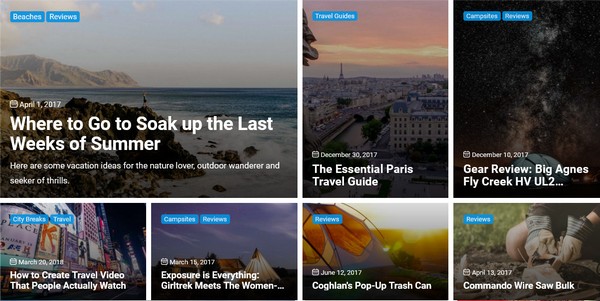 Beaches Reviews
April 1, 2017
Where to Go to Soak up the Last
Weeks of Summer
Here are some vacation ideas for the nature lover, outdoor wanderer and
seeker of thrills.
Travel Guides
December 30, 2017
The Essential Paris
Travel Guide
Campsites Reviews
December 10, 2017
Gear Review: Big Agnes
Fly Creek HV UL2...
City Breaks Travel
March 20, 2018
How to Create Travel Video
That People Actually Watch
Campsites Reviews
March 15, 2017
Exposure is Everything:
Girltrek Meets The Women-...
Reviews
June 12, 2017
Coghlan's Pop-Up Trash Can
Reviews
April 13, 2017
Commando Wire Saw Bulk